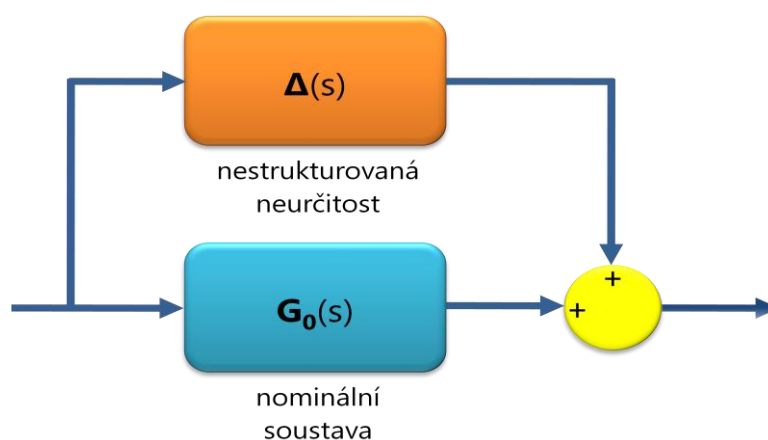 Δ(s)
nestrukturovaná
neurčitost
G₀(s)
+
+
nominální
soustava